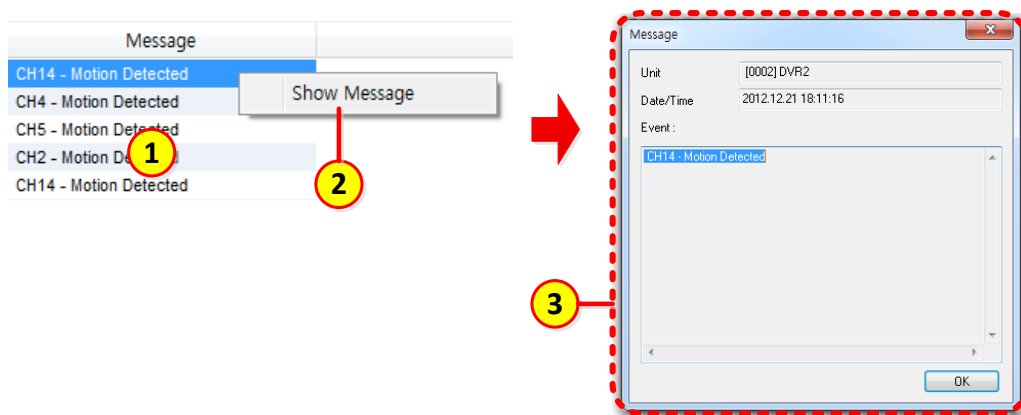 Message
CH14 - Motion Detected
Show Message
CH4 - Motion Detected
CH5 - Motion Detected
CH2 - Motion
CH14 - Motion Detected
1
2
3
Message
Unit
[0002] DVR2
Date/Time
2012.12.21 18:11:16
Event :
CH14 - Motion Detected
OK